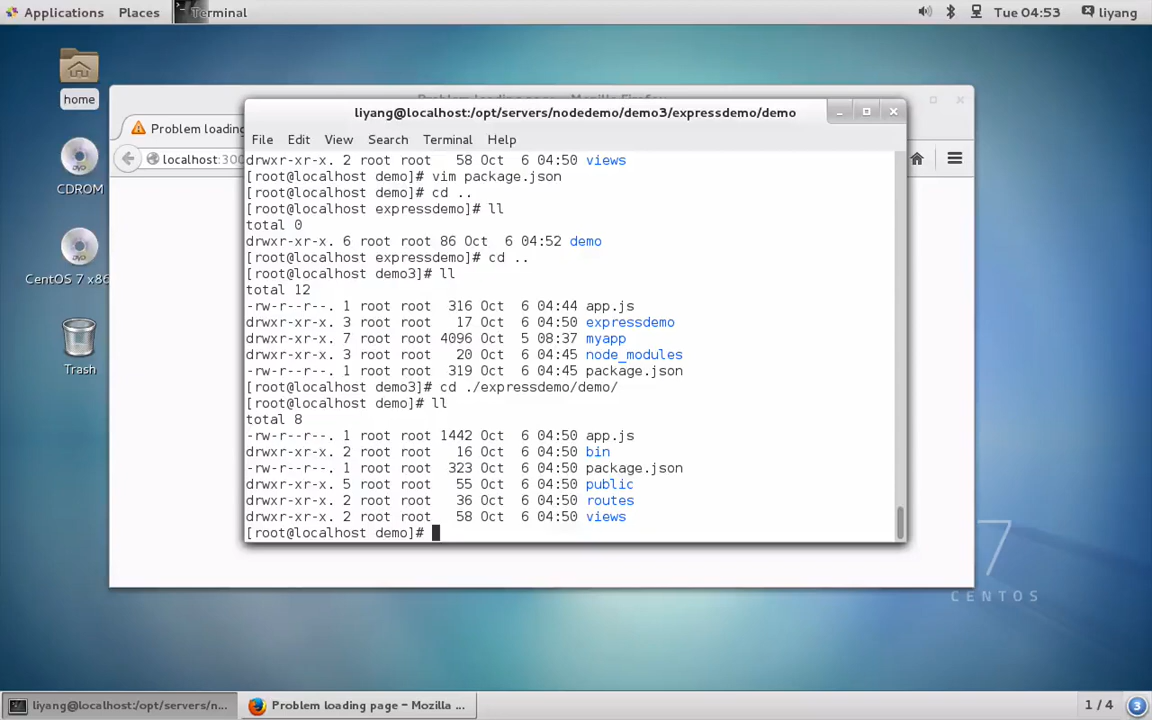 Applications Places Terminal Tue 04:53 liyang
home
CDROM
CentOS 7 x86
Trash
Problem loading page - Mozilla Firefox
Problem loading
localhost:300
liyang@localhost:/opt/servers/nodedemo/demo3/expressdemo/demo
File Edit View Search Terminal Help
drwxr-xr-x. 2 root root 58 Oct 6 04:50 views
[root@localhost demo]# vim package.json
[root@localhost demo]# cd ..
[root@localhost expressdemo]# ll
total 0
drwxr-xr-x. 6 root root 86 Oct 6 04:52 demo
[root@localhost expressdemo]# cd ..
[root@localhost demo3]# ll
total 12
-rw-r--r--. 1 root root 316 Oct 6 04:44 app.js
drwxr-xr-x. 3 root root 17 Oct 6 04:50 expressdemo
drwxr-xr-x. 7 root root 4096 Oct 5 08:37 myapp
drwxr-xr-x. 3 root root 20 Oct 6 04:45 node_modules
-rw-r--r--. 1 root root 319 Oct 6 04:45 package.json
[root@localhost demo3]# cd ./expressdemo/demo/
[root@localhost demo]# ll
total 8
-rw-r--r--. 1 root root 1442 Oct 6 04:50 app.js
drwxr-xr-x. 2 root root 16 Oct 6 04:50 bin
-rw-r--r--. 1 root root 323 Oct 6 04:50 package.json
drwxr-xr-x. 5 root root 55 Oct 6 04:50 public
drwxr-xr-x. 2 root root 36 Oct 6 04:50 routes
drwxr-xr-x. 2 root root 58 Oct 6 04:50 views
[root@localhost demo]#
7
CENTOS
liyang@localhost:/opt/servers/n... Problem loading page - Mozilla ... 1 / 4 3